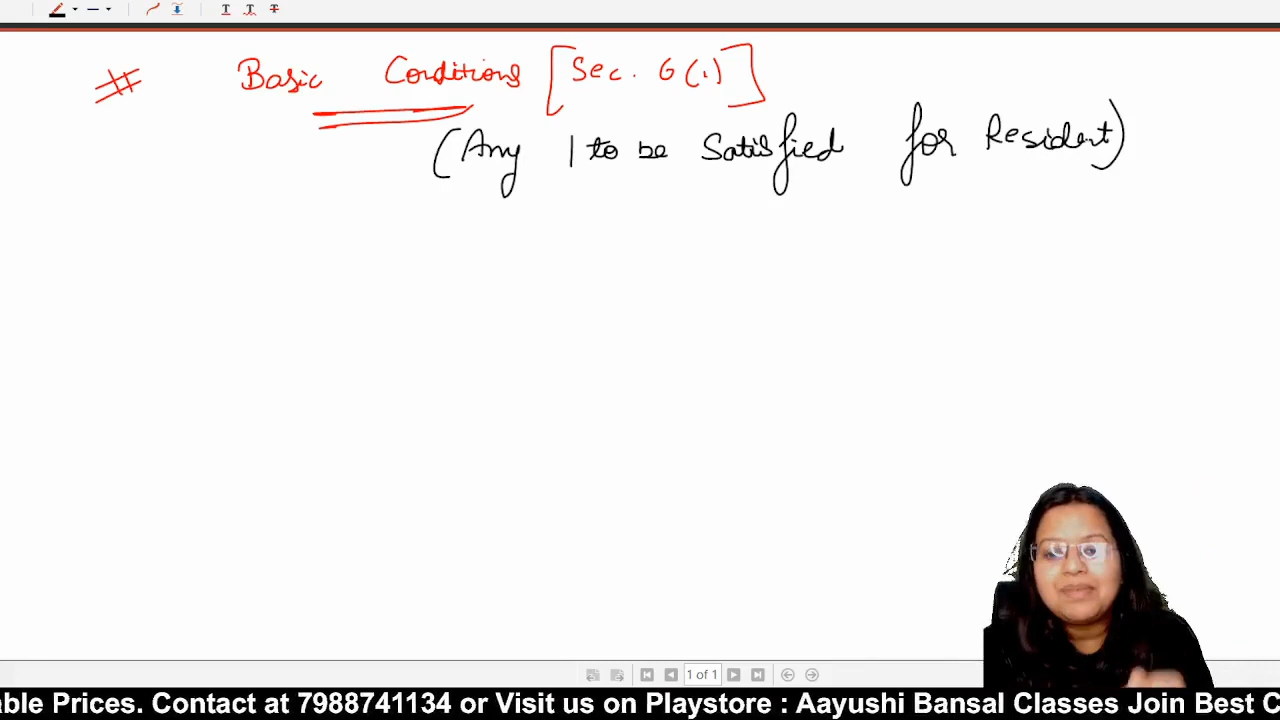 # Basic Conditions [Sec. 6(1)]
(Any 1 to be Satisfied for Resident)
1 of 1
able Prices. Contact at 7988741134 or Visit us on Playstore : Aayushi Bansal Classes Join Best C